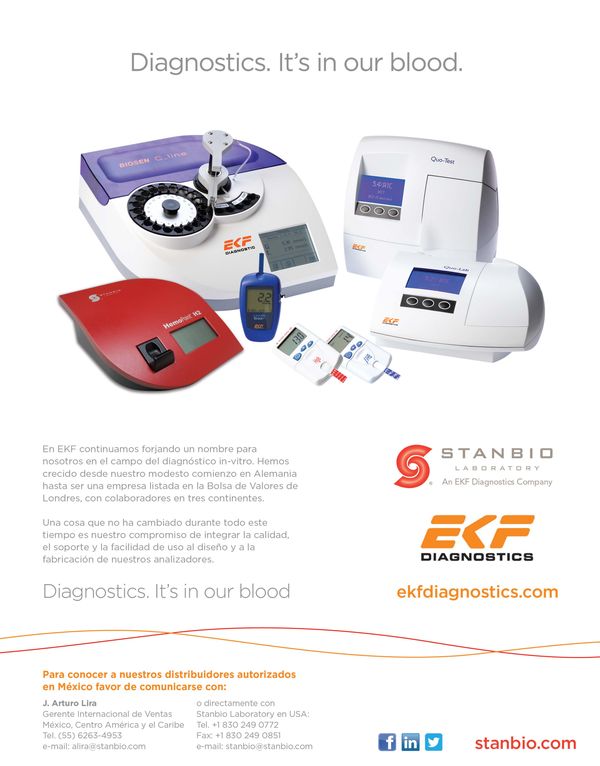 Diagnostics. It's in our blood.
BIOSEN C_line
EKF
DIAGNOSTIC
Quo-Test
EKF
Quo-Lab
EKF
STANBIO
HemoPoint H2
2.2
EKF
En EKF continuamos forjando un nombre para
nosotros en el campo del diagnóstico in-vitro. Hemos
crecido desde nuestro modesto comienzo en Alemania
hasta ser una empresa listada en la Bolsa de Valores de
Londres, con colaboradores en tres continentes.
Una cosa que no ha cambiado durante todo este
tiempo es nuestro compromiso de integrar la calidad,
el soporte y la facilidad de uso al diseño y a la
fabricación de nuestros analizadores.
Diagnostics. It's in our blood
STANBIO
LABORATORY
An EKF Diagnostics Company
EKF
DIAGNOSTICS
ekfdiagnostics.com
Para conocer a nuestros distribuidores autorizados
en México favor de comunicarse con:
J. Arturo Lira
Gerente Internacional de Ventas
México, Centro América y el Caribe
Tel. (55) 6263-4953
e-mail: alira@stanbio.com
o directamente con
Stanbio Laboratory en USA:
Tel. +1 830 249 0772
Fax: +1 830 249 0851
e-mail: stanbio@stanbio.com
f in
stanbio.com